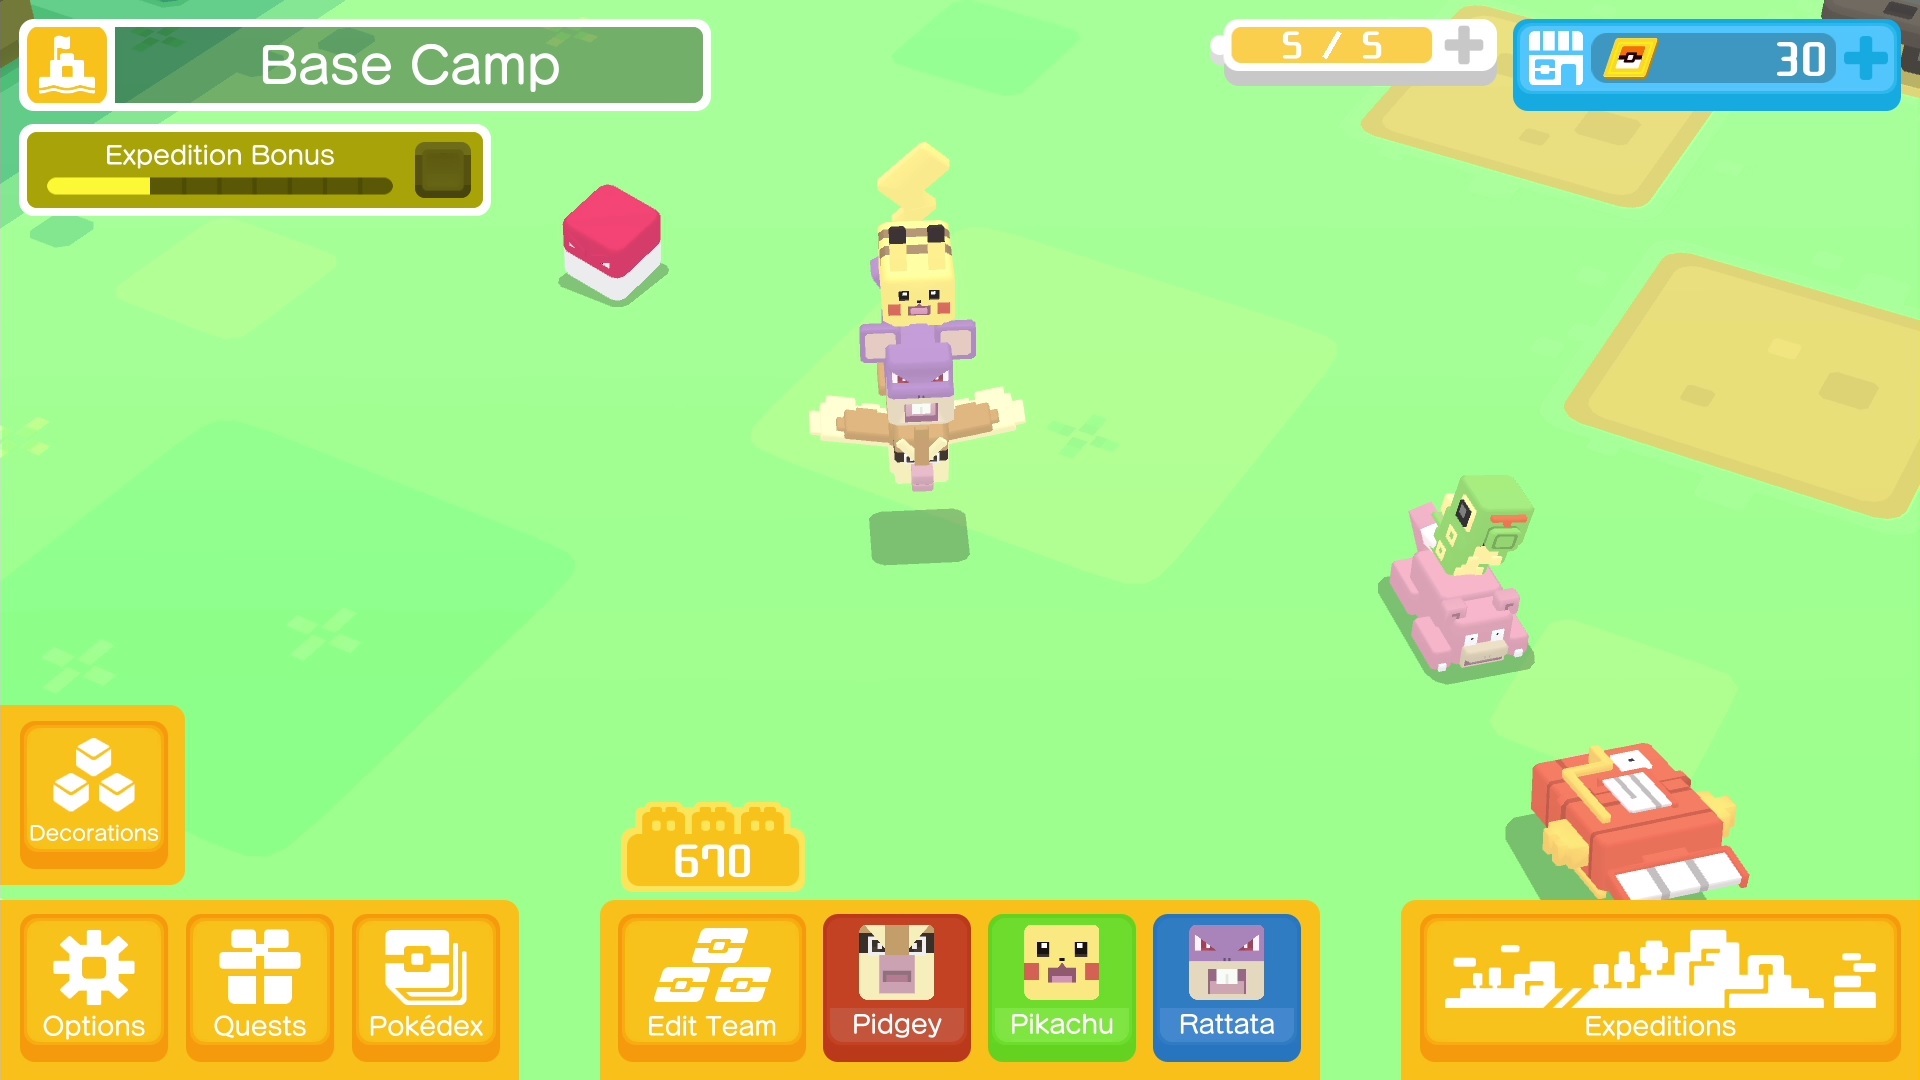 Base Camp
5 / 5
30
Expedition Bonus
Decorations
670
Options
Quests
Pokédex
Edit Team
Pidgey
Pikachu
Rattata
Expeditions